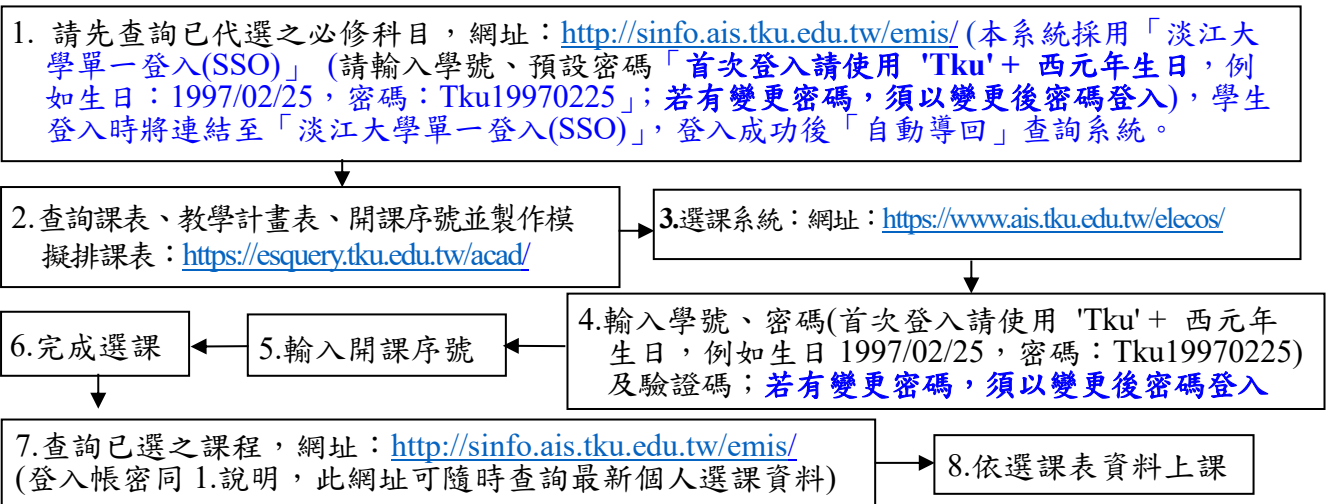 1. 請先查詢已代選之必修科目，網址：http://sinfo.ais.tku.edu.tw/emis/ (本系統採用「淡江大
學單一登入(SSO)」 (請輸入學號、預設密碼「首次登入請使用 'Tku'+ 西元年生日，例
如生日：1997/02/25，密碼：Tku19970225」；若有變更密碼，須以變更後密碼登入)，學生
登入時將連結至「淡江大學單一登入(SSO)」，登入成功後「自動導回」查詢系統。
2.查詢課表、教學計畫表、開課序號並製作模
擬排課表：https://esquery.tku.edu.tw/acad/
3.選課系統：網址：https://www.ais.tku.edu.tw/elecos/
4.輸入學號、密碼(首次登入請使用 'Tku'+ 西元年
生日，例如生日 1997/02/25，密碼：Tku19970225)
及驗證碼；若有變更密碼，須以變更後密碼登入
5.輸入開課序號
6.完成選課
7.查詢已選之課程，網址：http://sinfo.ais.tku.edu.tw/emis/
(登入帳密同 1.說明，此網址可隨時查詢最新個人選課資料)
8.依選課表資料上課